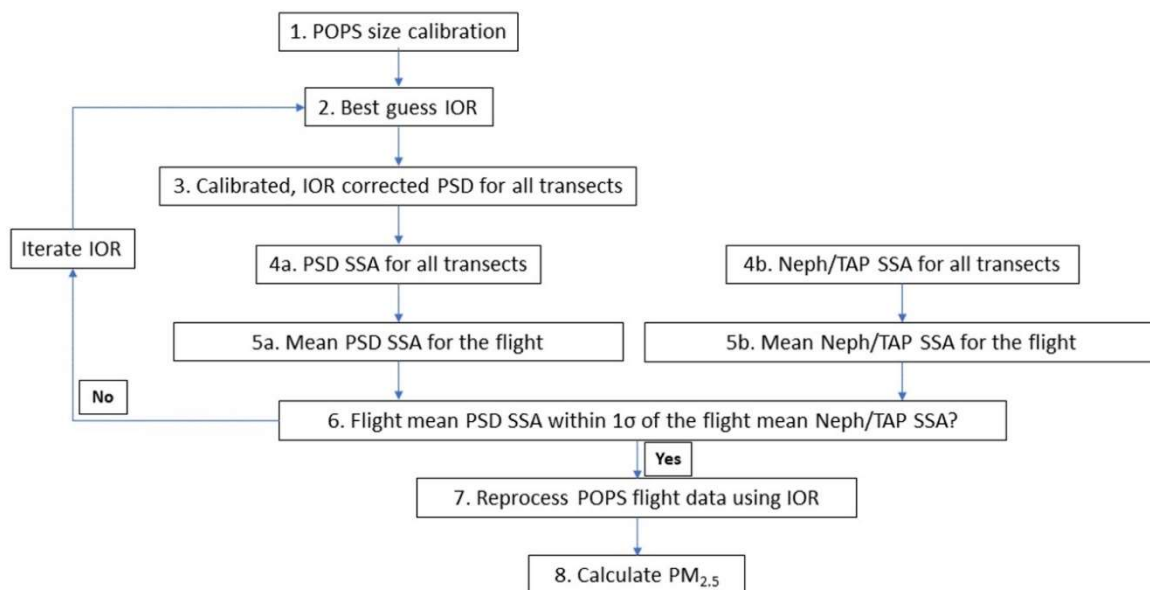 1. POPS size calibration
2. Best guess IOR
3. Calibrated, IOR corrected PSD for all transects
Iterate IOR
4a. PSD SSA for all transects
4b. Neph/TAP SSA for all transects
5a. Mean PSD SSA for the flight
5b. Mean Neph/TAP SSA for the flight
No
6. Flight mean PSD SSA within 1σ of the flight mean Neph/TAP SSA?
Yes
7. Reprocess POPS flight data using IOR
8. Calculate PM₂.₅